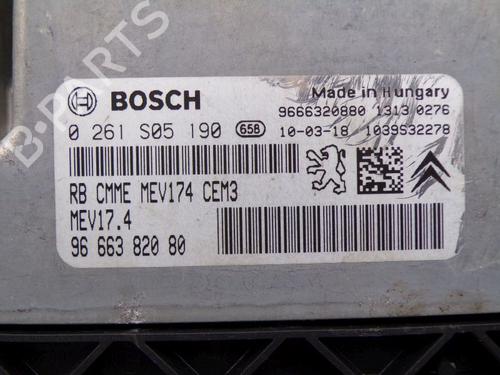 BOSCH
Made in Hungary
9666320880 1313 0276
0 261 S05 190 G58 10-03-18 1039S32278
RB CMME MEV174 CEM3
MEV17.4
96 663 820 80
B-PARTS